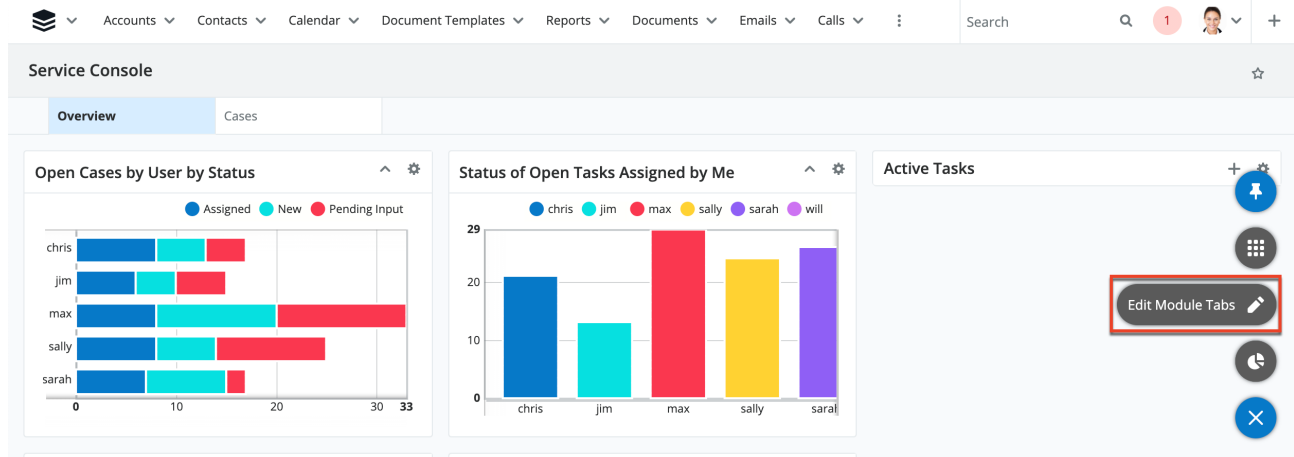 Accounts Contacts Calendar Document Templates Reports Documents Emails Calls Search 1
Service Console
Overview Cases
Open Cases by User by Status
Assigned New Pending Input
chris
jim
max
sally
sarah
0 10 20 30 33
Status of Open Tasks Assigned by Me
chris jim max sally sarah will
29
20
10
0
chris jim max sally sarah
Active Tasks
Edit Module Tabs